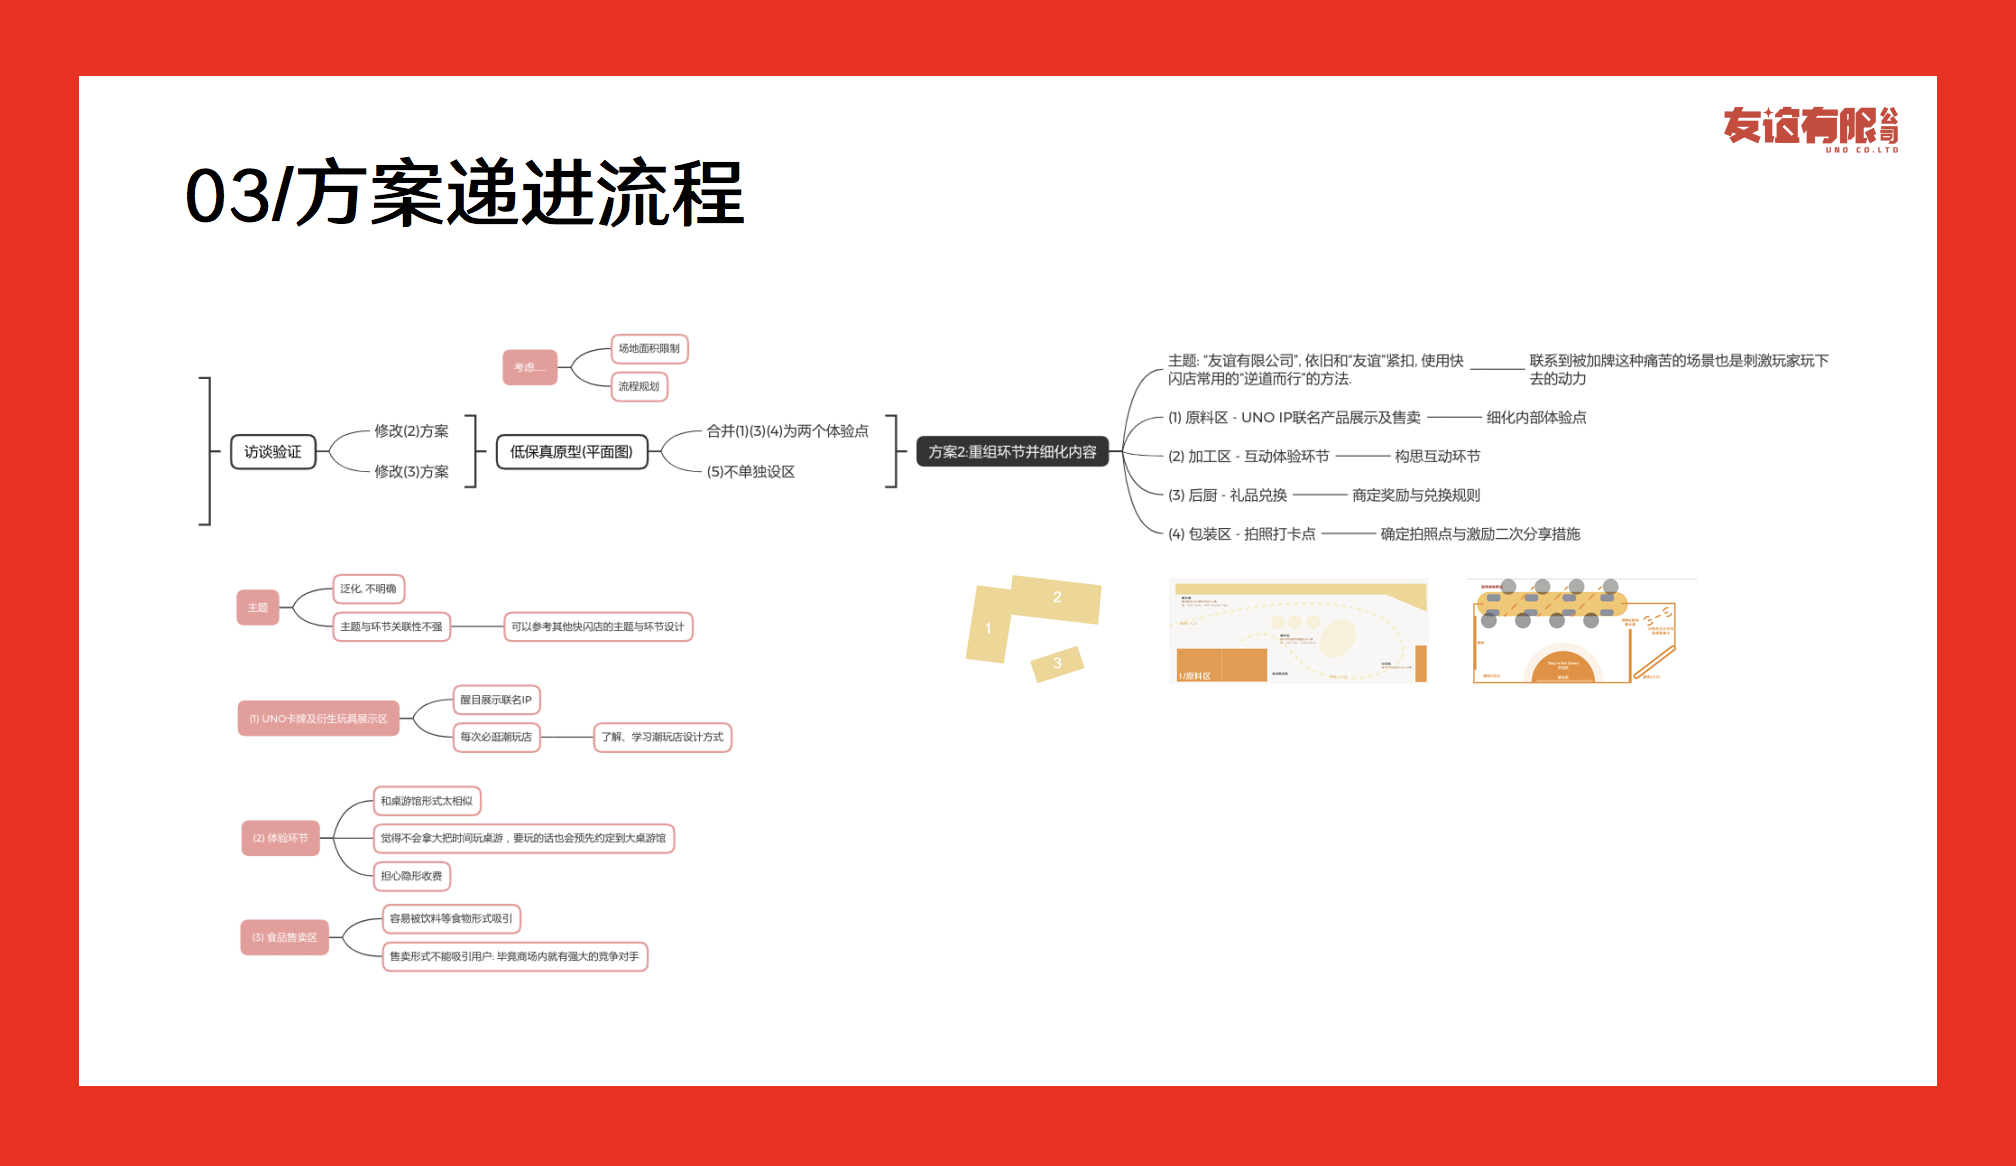 友谊有限公司
UNO CO.LTD
03/方案递进流程
考虑......
场地面积限制
流程规划
访谈验证
修改(2)方案
修改(3)方案
低保真原型(平面图)
合并(1)(3)(4)为两个体验点
(5)不单独设区
方案2:重组环节并细化内容
主题: “友谊有限公司”, 依旧和“友谊”紧扣, 使用快
闪店常用的“逆道而行”的方法.
联系到被加牌这种痛苦的场景也是刺激玩家玩下
去的动力
(1) 原料区 - UNO IP联名产品展示及售卖
细化内部体验点
(2) 加工区 - 互动体验环节
构思互动环节
(3) 后厨 - 礼品兑换
商定奖励与兑换规则
(4) 包装区 - 拍照打卡点
确定拍照点与激励二次分享措施
主题
泛化, 不明确
主题与环节关联性不强
可以参考其他快闪店的主题与环节设计
(1) UNO卡牌及衍生玩具展示区
醒目展示联名IP
每次必逛潮玩店
了解、学习潮玩店设计方式
(2) 体验环节
和桌游馆形式太相似
觉得不会拿大把时间玩桌游，要玩的话也会预先约定到大桌游馆
担心隐形收费
(3) 食品售卖区
容易被饮料等食物形式吸引
售卖形式不能吸引用户: 毕竟商场内就有强大的竞争对手
1
2
3
1/原料区